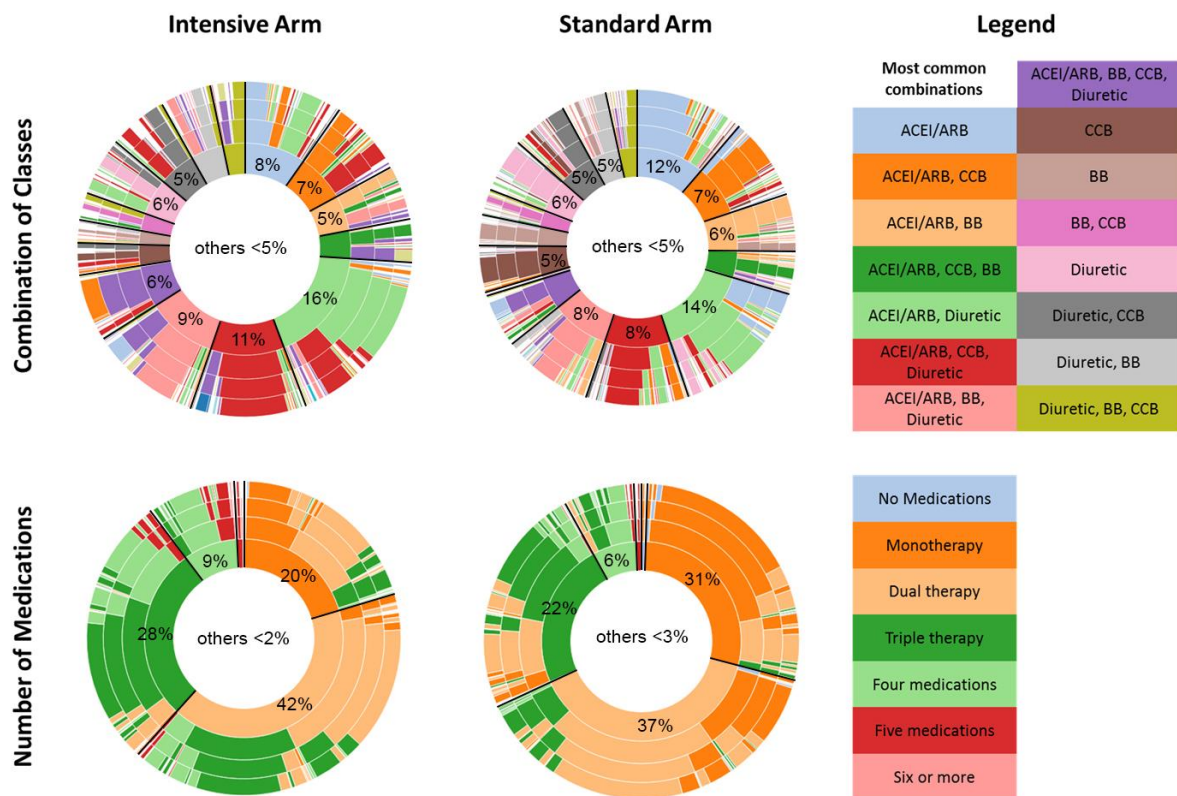 Intensive Arm
Standard Arm
Legend
Combination of Classes
8%
7%
5%
16%
11%
9%
6%
6%
5%
others <5%
12%
7%
6%
14%
8%
8%
5%
6%
5%
5%
others <5%
Most common
combinations
ACEI/ARB
ACEI/ARB, CCB
ACEI/ARB, BB
ACEI/ARB, CCB, BB
ACEI/ARB, Diuretic
ACEI/ARB, CCB,
Diuretic
ACEI/ARB, BB,
Diuretic
ACEI/ARB, BB, CCB,
Diuretic
CCB
BB
BB, CCB
Diuretic
Diuretic, CCB
Diuretic, BB
Diuretic, BB, CCB
Number of Medications
20%
42%
28%
9%
others <2%
31%
37%
22%
6%
others <3%
No Medications
Monotherapy
Dual therapy
Triple therapy
Four medications
Five medications
Six or more